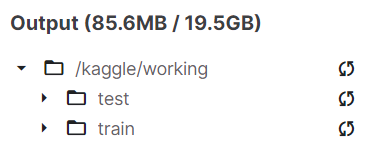 Output (85.6MB / 19.5GB)
/kaggle/working
test
train